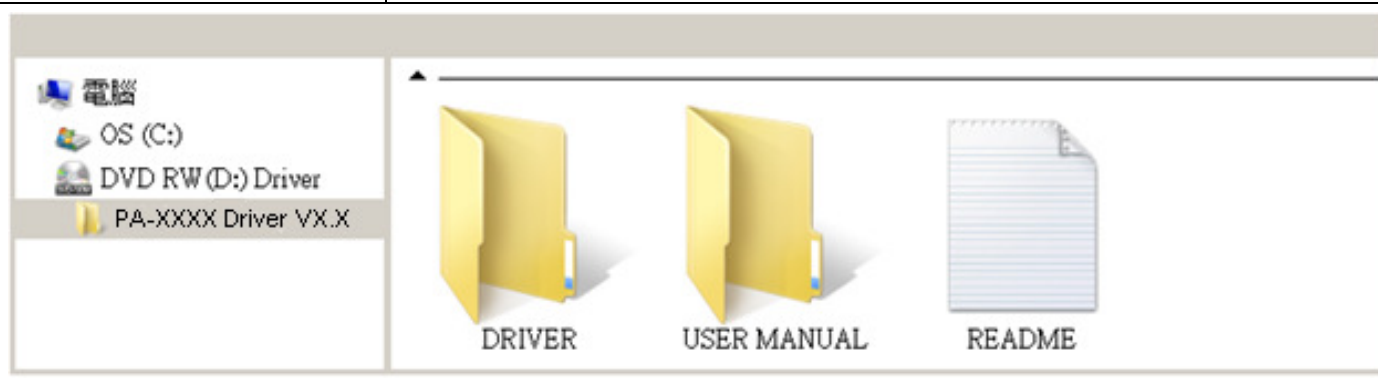 電腦
OS (C:)
DVD RW (D:) Driver
PA-XXXX Driver VX.X
DRIVER
USER MANUAL
README